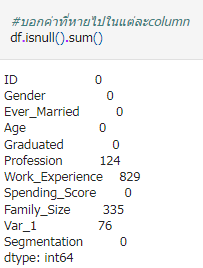 #บอกค่าที่หายไปในแต่ละcolumn
df.isnull().sum()
ID 0
Gender 0
Ever_Married 0
Age 0
Graduated 0
Profession 124
Work_Experience 829
Spending_Score 0
Family_Size 335
Var_1 76
Segmentation 0
dtype: int64